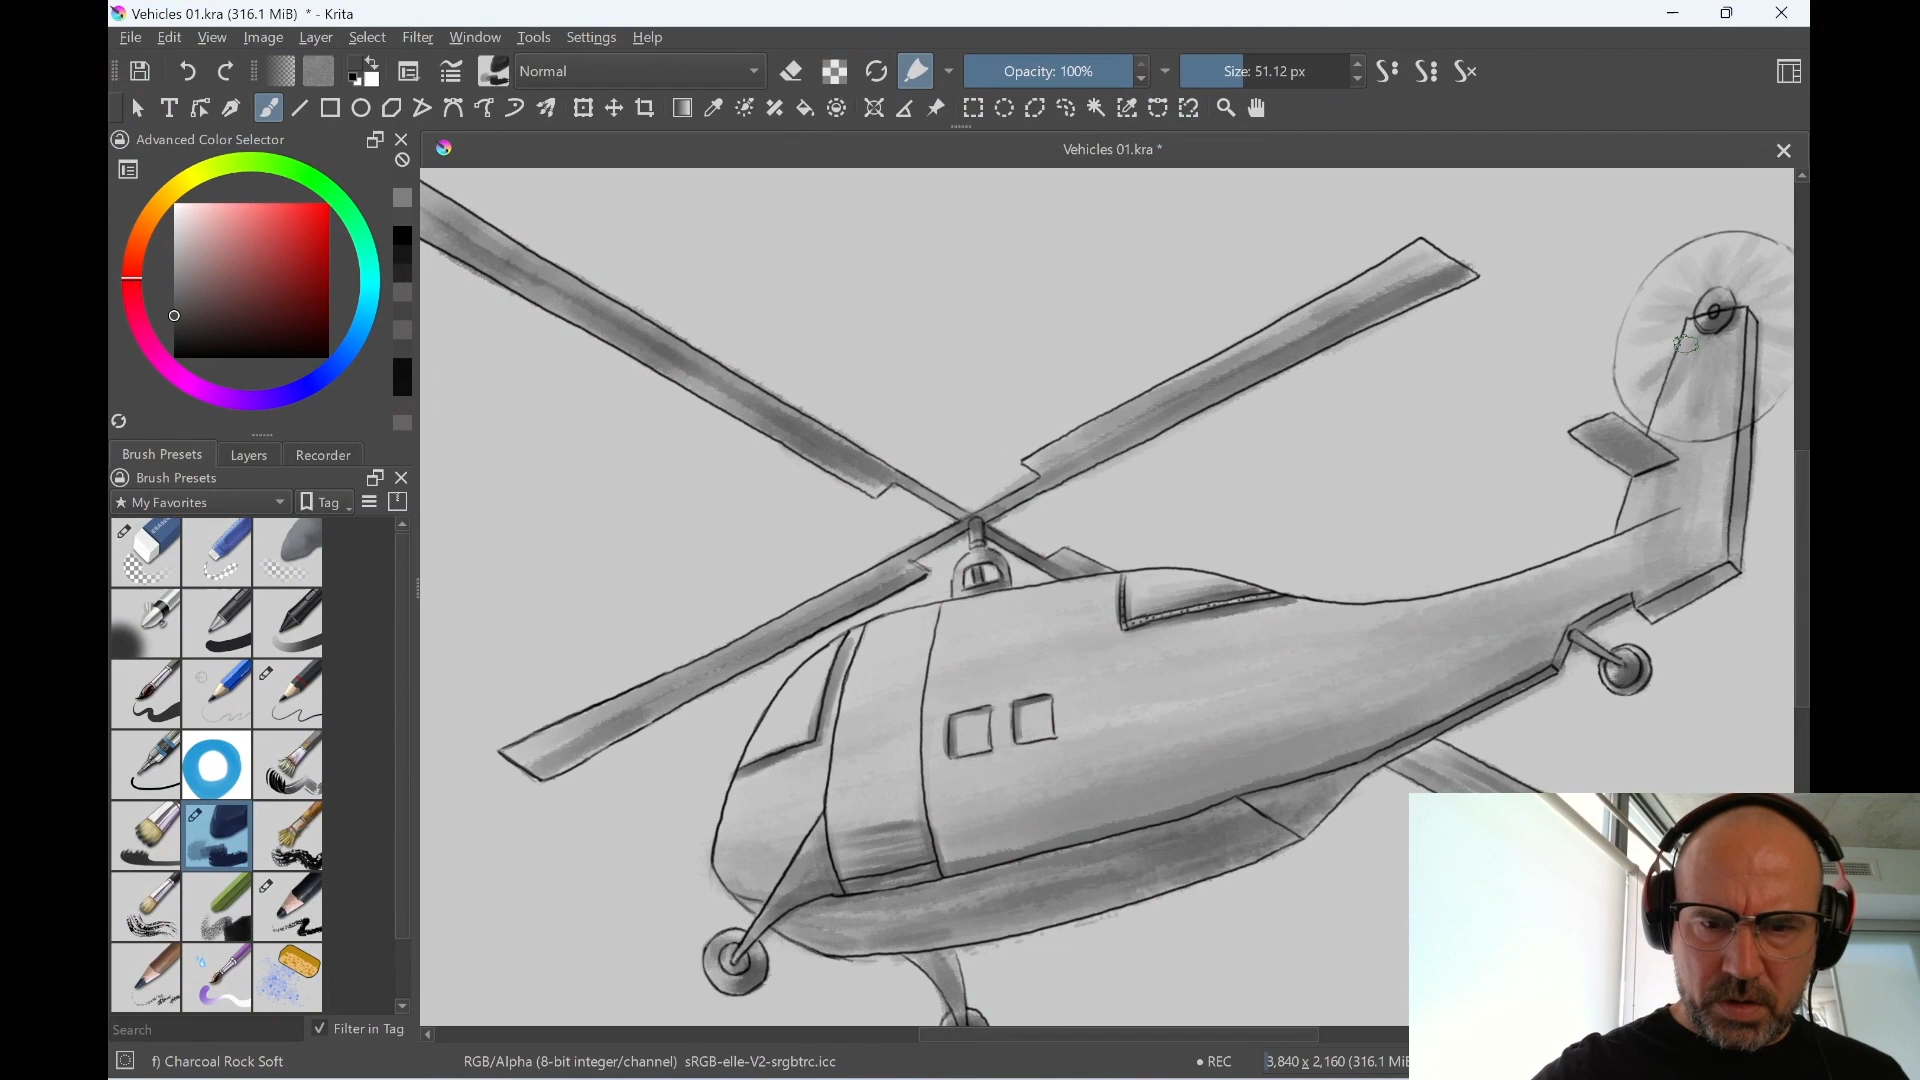 Vehicles 01.kra (316.1 MiB) * - Krita
File Edit View Image Layer Select Filter Window Tools Settings Help
Normal Opacity: 100% Size: 51.12 px
Advanced Color Selector
Vehicles 01.kra *
Brush Presets Layers Recorder
Brush Presets
★ My Favorites Tag
Search Filter in Tag
f) Charcoal Rock Soft RGB/Alpha (8-bit integer/channel) sRGB-elle-V2-srgbtrc.icc ● REC 3,840 x 2,160 (316.1 MiB